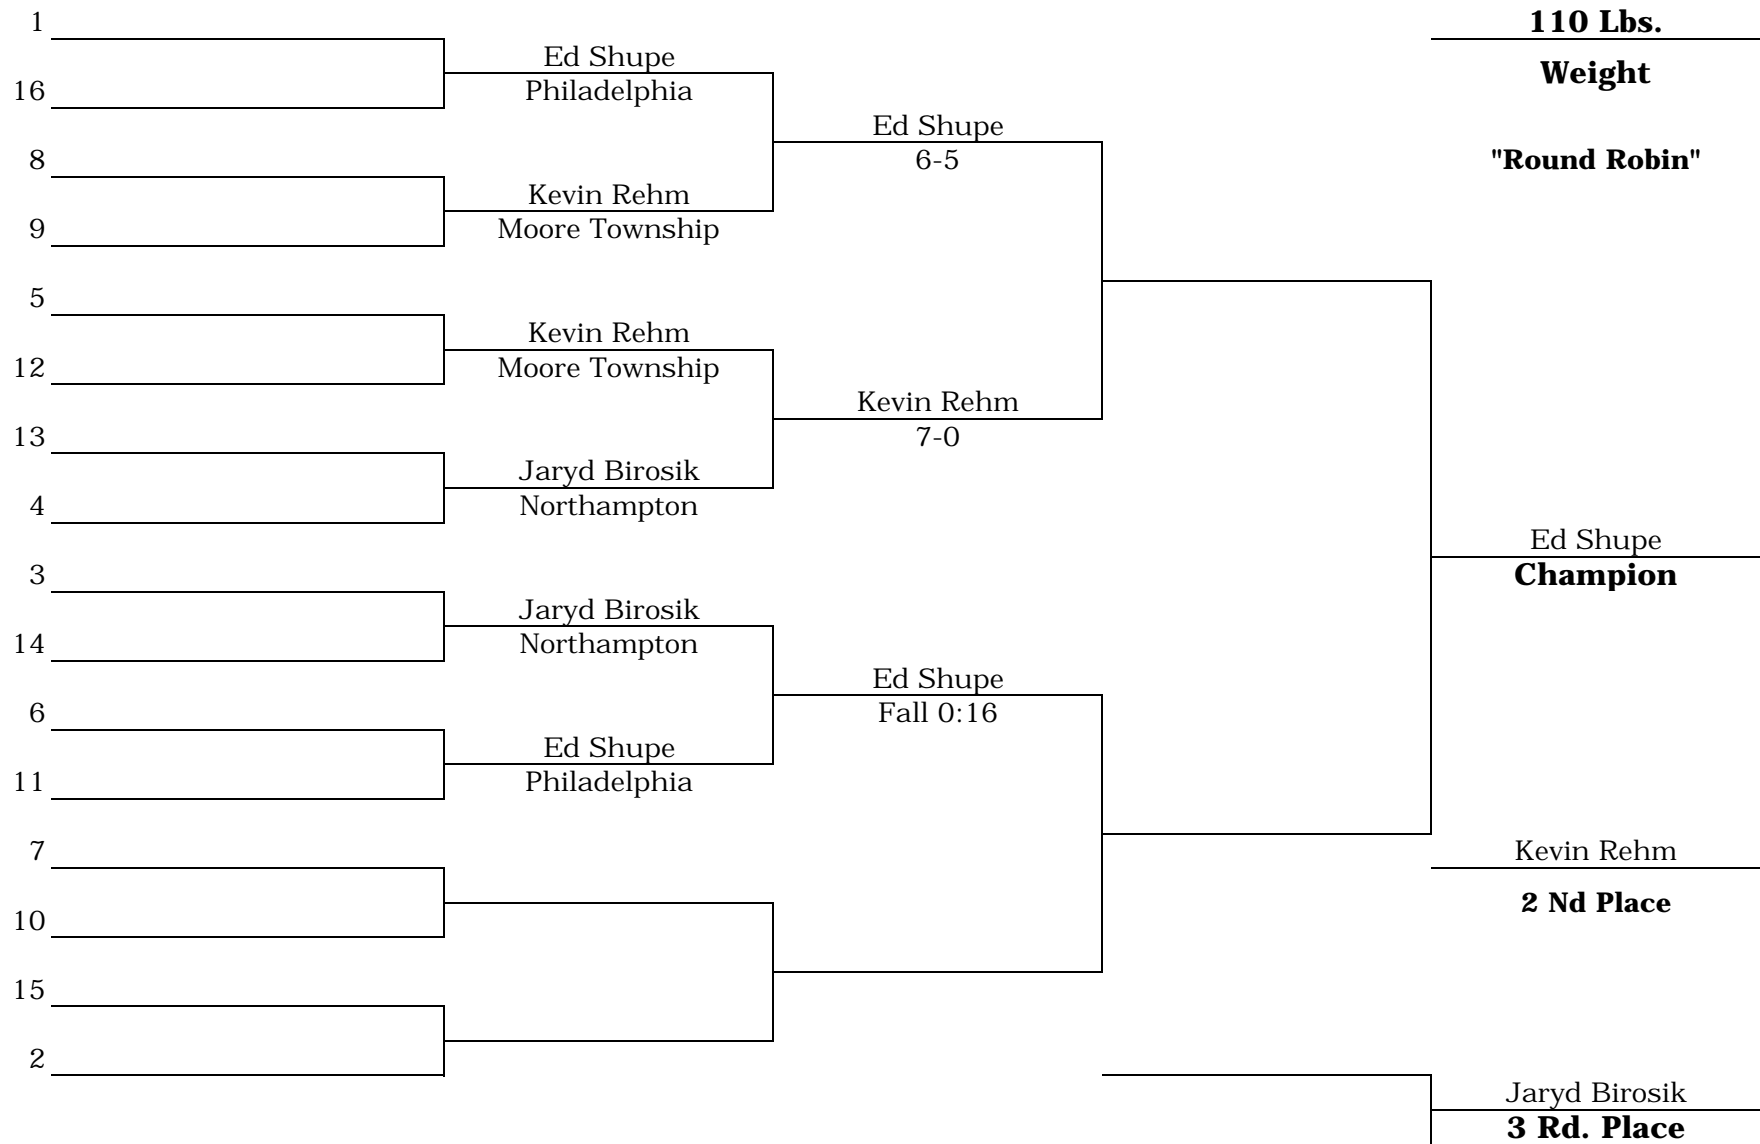 1
110 Lbs.
Ed Shupe
Weight
16
Philadelphia
Ed Shupe
8
6-5
"Round Robin"
Kevin Rehm
9
Moore Township
5
Kevin Rehm
12
Moore Township
Kevin Rehm
13
7-0
Jaryd Birosik
4
Northampton
Ed Shupe
3
Champion
Jaryd Birosik
14
Northampton
Ed Shupe
6
Fall 0:16
Ed Shupe
11
Philadelphia
7
Kevin Rehm
10
2 Nd Place
15
2
Jaryd Birosik
3 Rd. Place